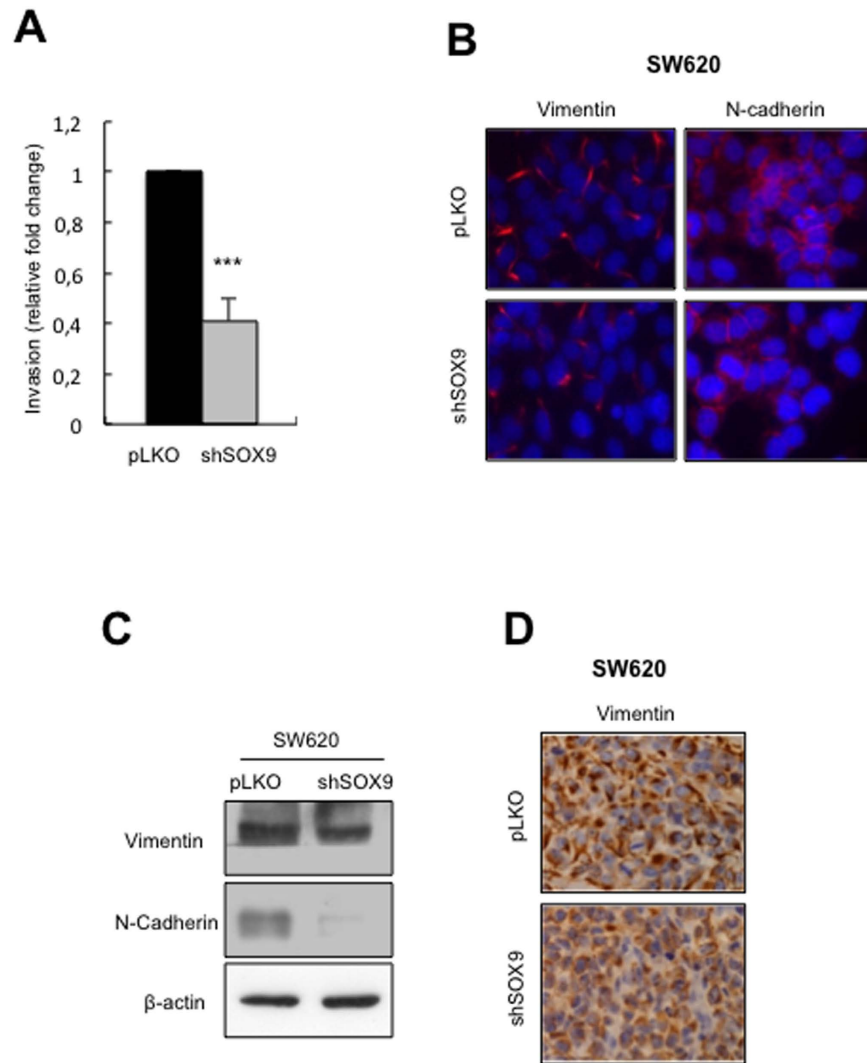 A
Invasion (relative fold change)
1,2
1
0,8
0,6
0,4
0,2
0
***
pLKO shSOX9
B
SW620
Vimentin N-cadherin
pLKO
shSOX9
C
SW620
pLKO shSOX9
Vimentin
N-Cadherin
β-actin
D
SW620
Vimentin
pLKO
shSOX9